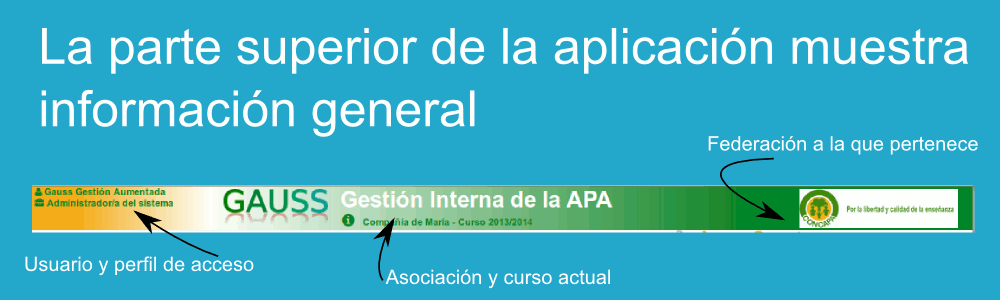 La parte superior de la aplicación muestra
información general
Federación a la que pertenece
Gauss Gestión Aumentada
Administrador/a del sistema
GAUSS
Gestión Interna de la APA
Compañía de María - Curso 2013/2014
CONCAPA
Por la libertad y calidad de la enseñanza
Usuario y perfil de acceso
Asociación y curso actual